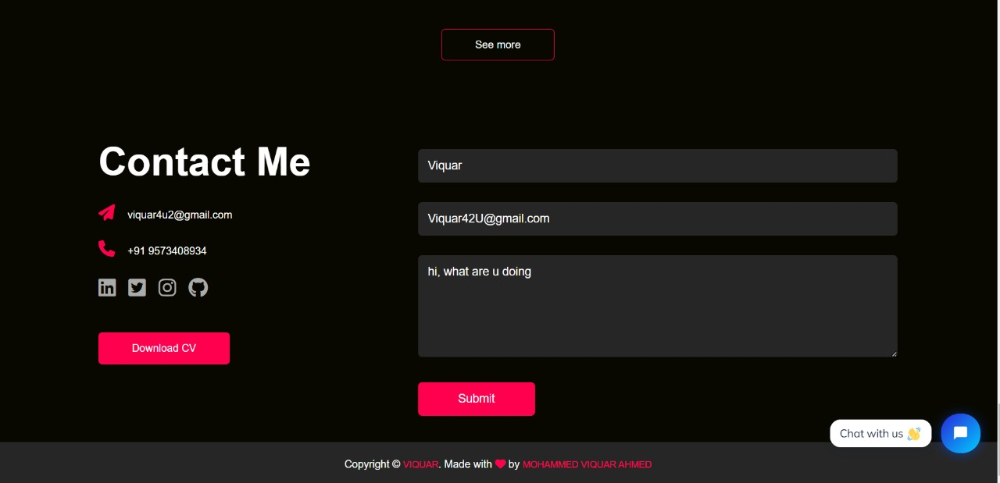 See more
Contact Me
viquar4u2@gmail.com
+91 9573408934
Download CV
Viquar
Viquar42U@gmail.com
hi, what are u doing
Submit
Chat with us 👋
Copyright © VIQUAR. Made with ❤ by MOHAMMED VIQUAR AHMED